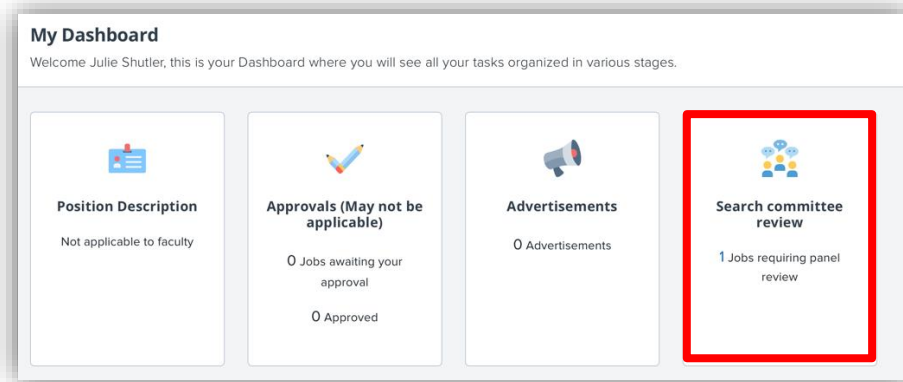 My Dashboard
Welcome Julie Shutler, this is your Dashboard where you will see all your tasks organized in various stages.
Position Description
Not applicable to faculty
Approvals (May not be
applicable)
0 Jobs awaiting your
approval
0 Approved
Advertisements
0 Advertisements
Search committee
review
1 Jobs requiring panel
review